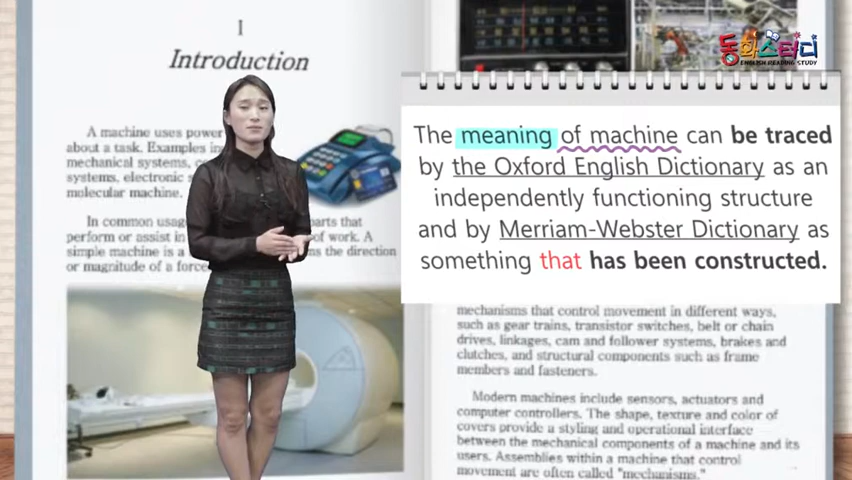 I
Introduction
A machine uses power
about a task. Examples in
mechanical systems,
systems, electronic
molecular machine.
In common usag
parts that
perform or assist in
of work. A
simple machine is a
ms the direction
or magnitude of a force
동화스터디
ENGLISH READING STUDY
The meaning of machine can be traced
by the Oxford English Dictionary as an
independently functioning structure
and by Merriam-Webster Dictionary as
something that has been constructed.
mechanisms that control movement in different ways,
such as gear trains, transistor switches, belt or chain
drives, linkages, cam and follower systems, brakes and
clutches, and structural components such as frame
members and fasteners.
Modern machines include sensors, actuators and
computer controllers. The shape, texture and color of
covers provide a styling and operational interface
between the mechanical components of a machine and its
users. Assemblies within a machine that control
movement are often called "mechanisms."